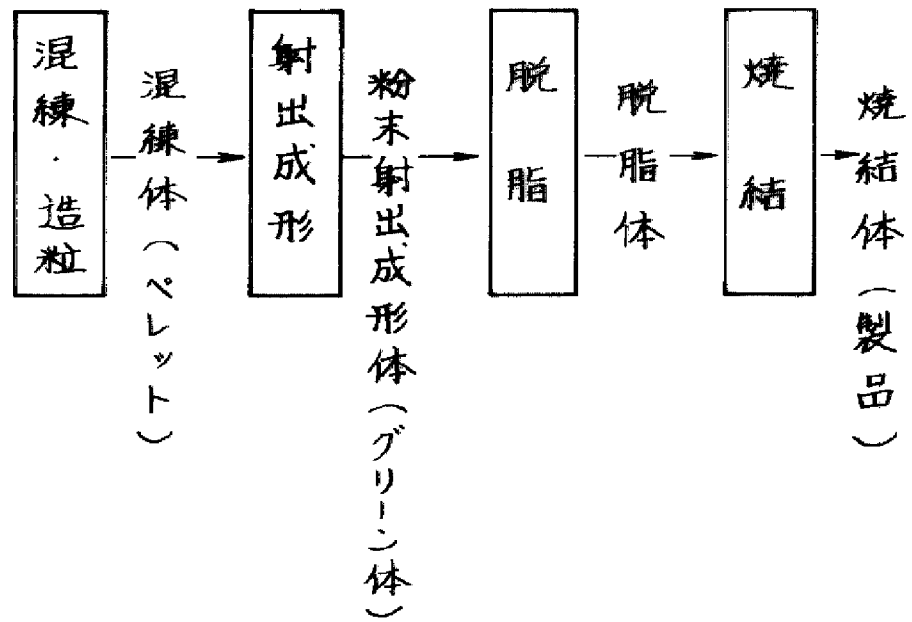 混練・造粒
混練体（ペレット）
射出成形
粉末射出成形体（グリーン体）
脱脂
脱脂体
焼結
焼結体（製品）